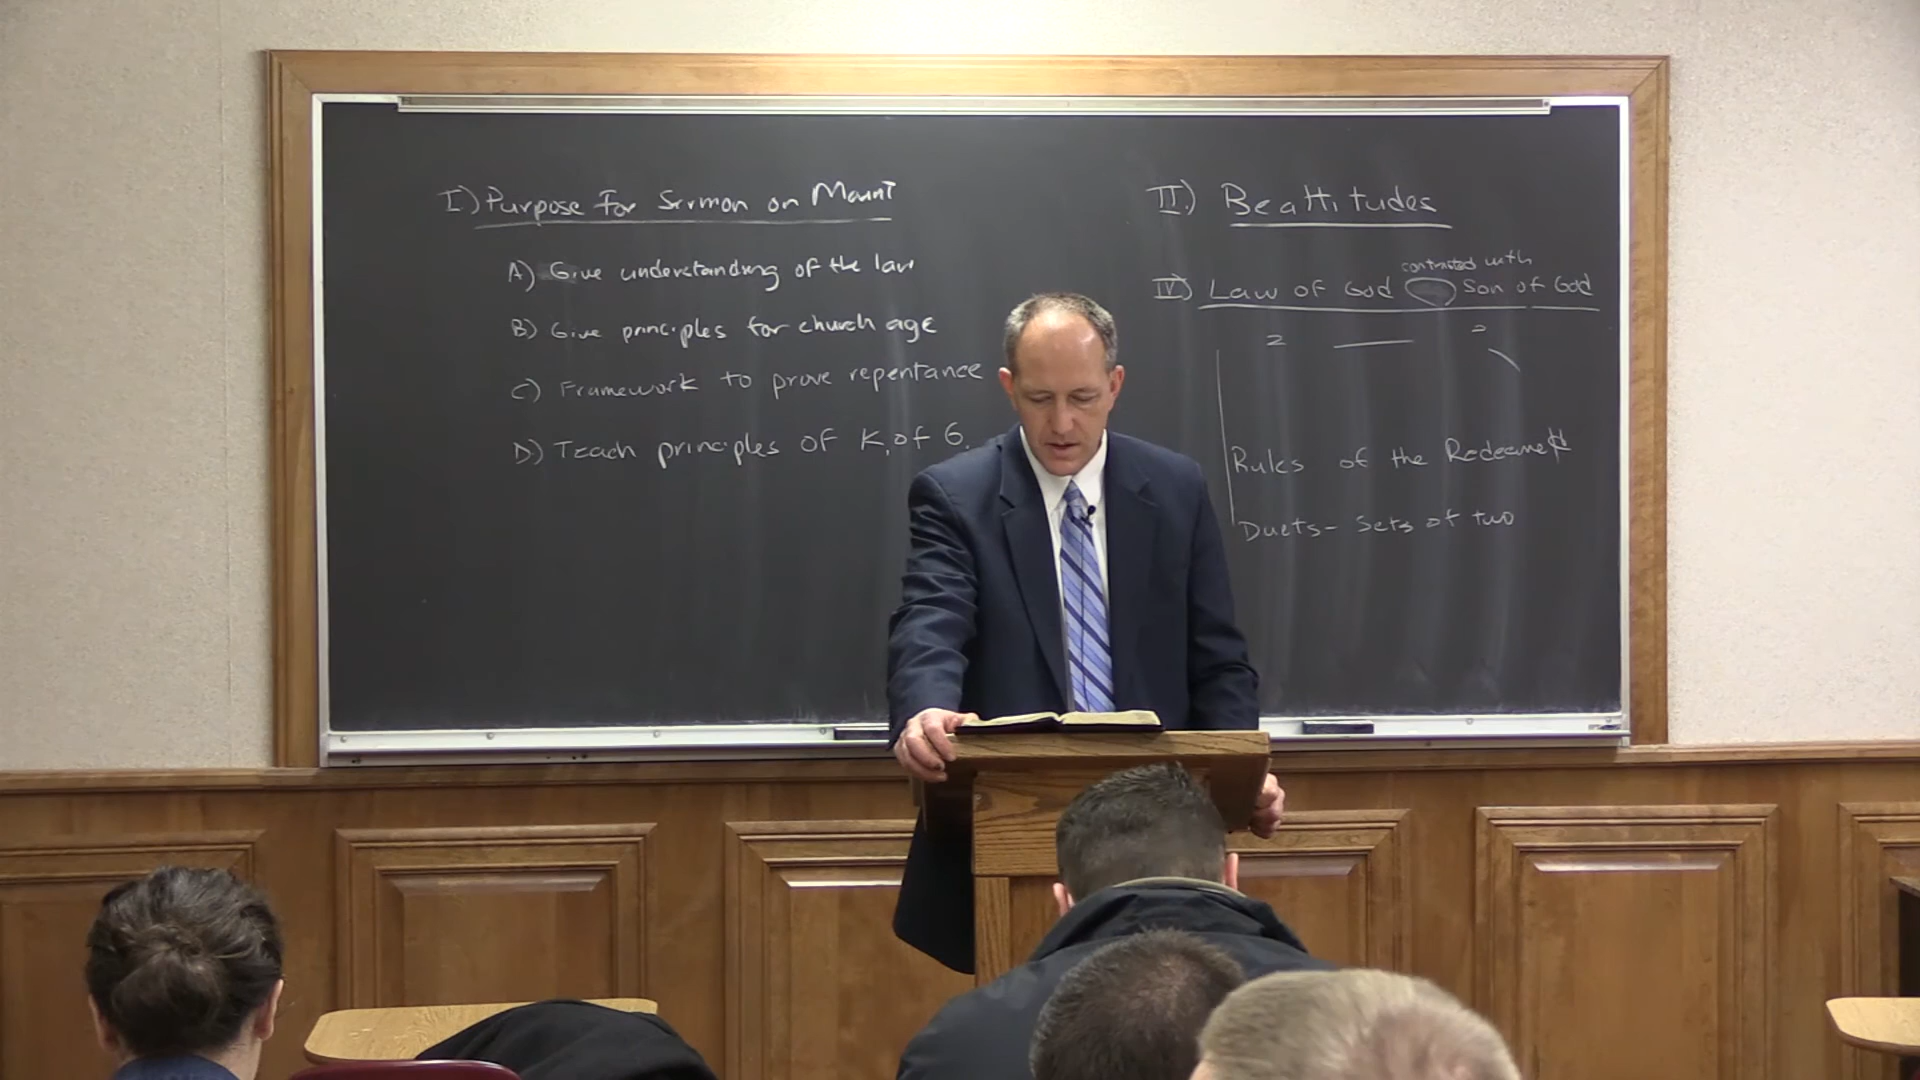 I) Purpose for Sermon on Mount
A) Give understanding of the law
B) Give principles for church age
C) Framework to prove repentance
D) Teach principles of K. of G.
II.) Beattitudes
contrasted with
IV) Law of God Son of God
2
Rules of the Redeemed
Duets - Sets of two